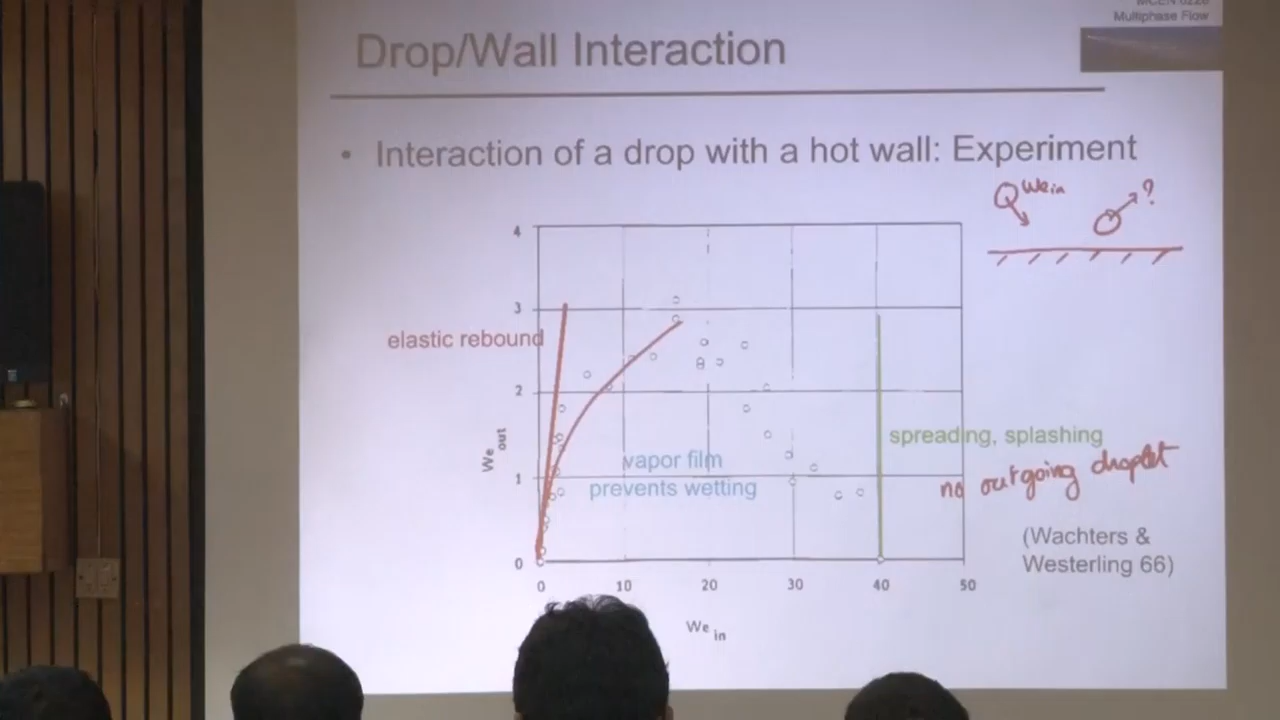 Multiphase Flow
Drop/Wall Interaction
• Interaction of a drop with a hot wall: Experiment
We in
?
4
3
elastic rebound
2
We out
spreading, splashing
vapor film
1
prevents wetting
no outgoing droplet
(Wachters &
Westerling 66)
0
0 10 20 30 40 50
We in